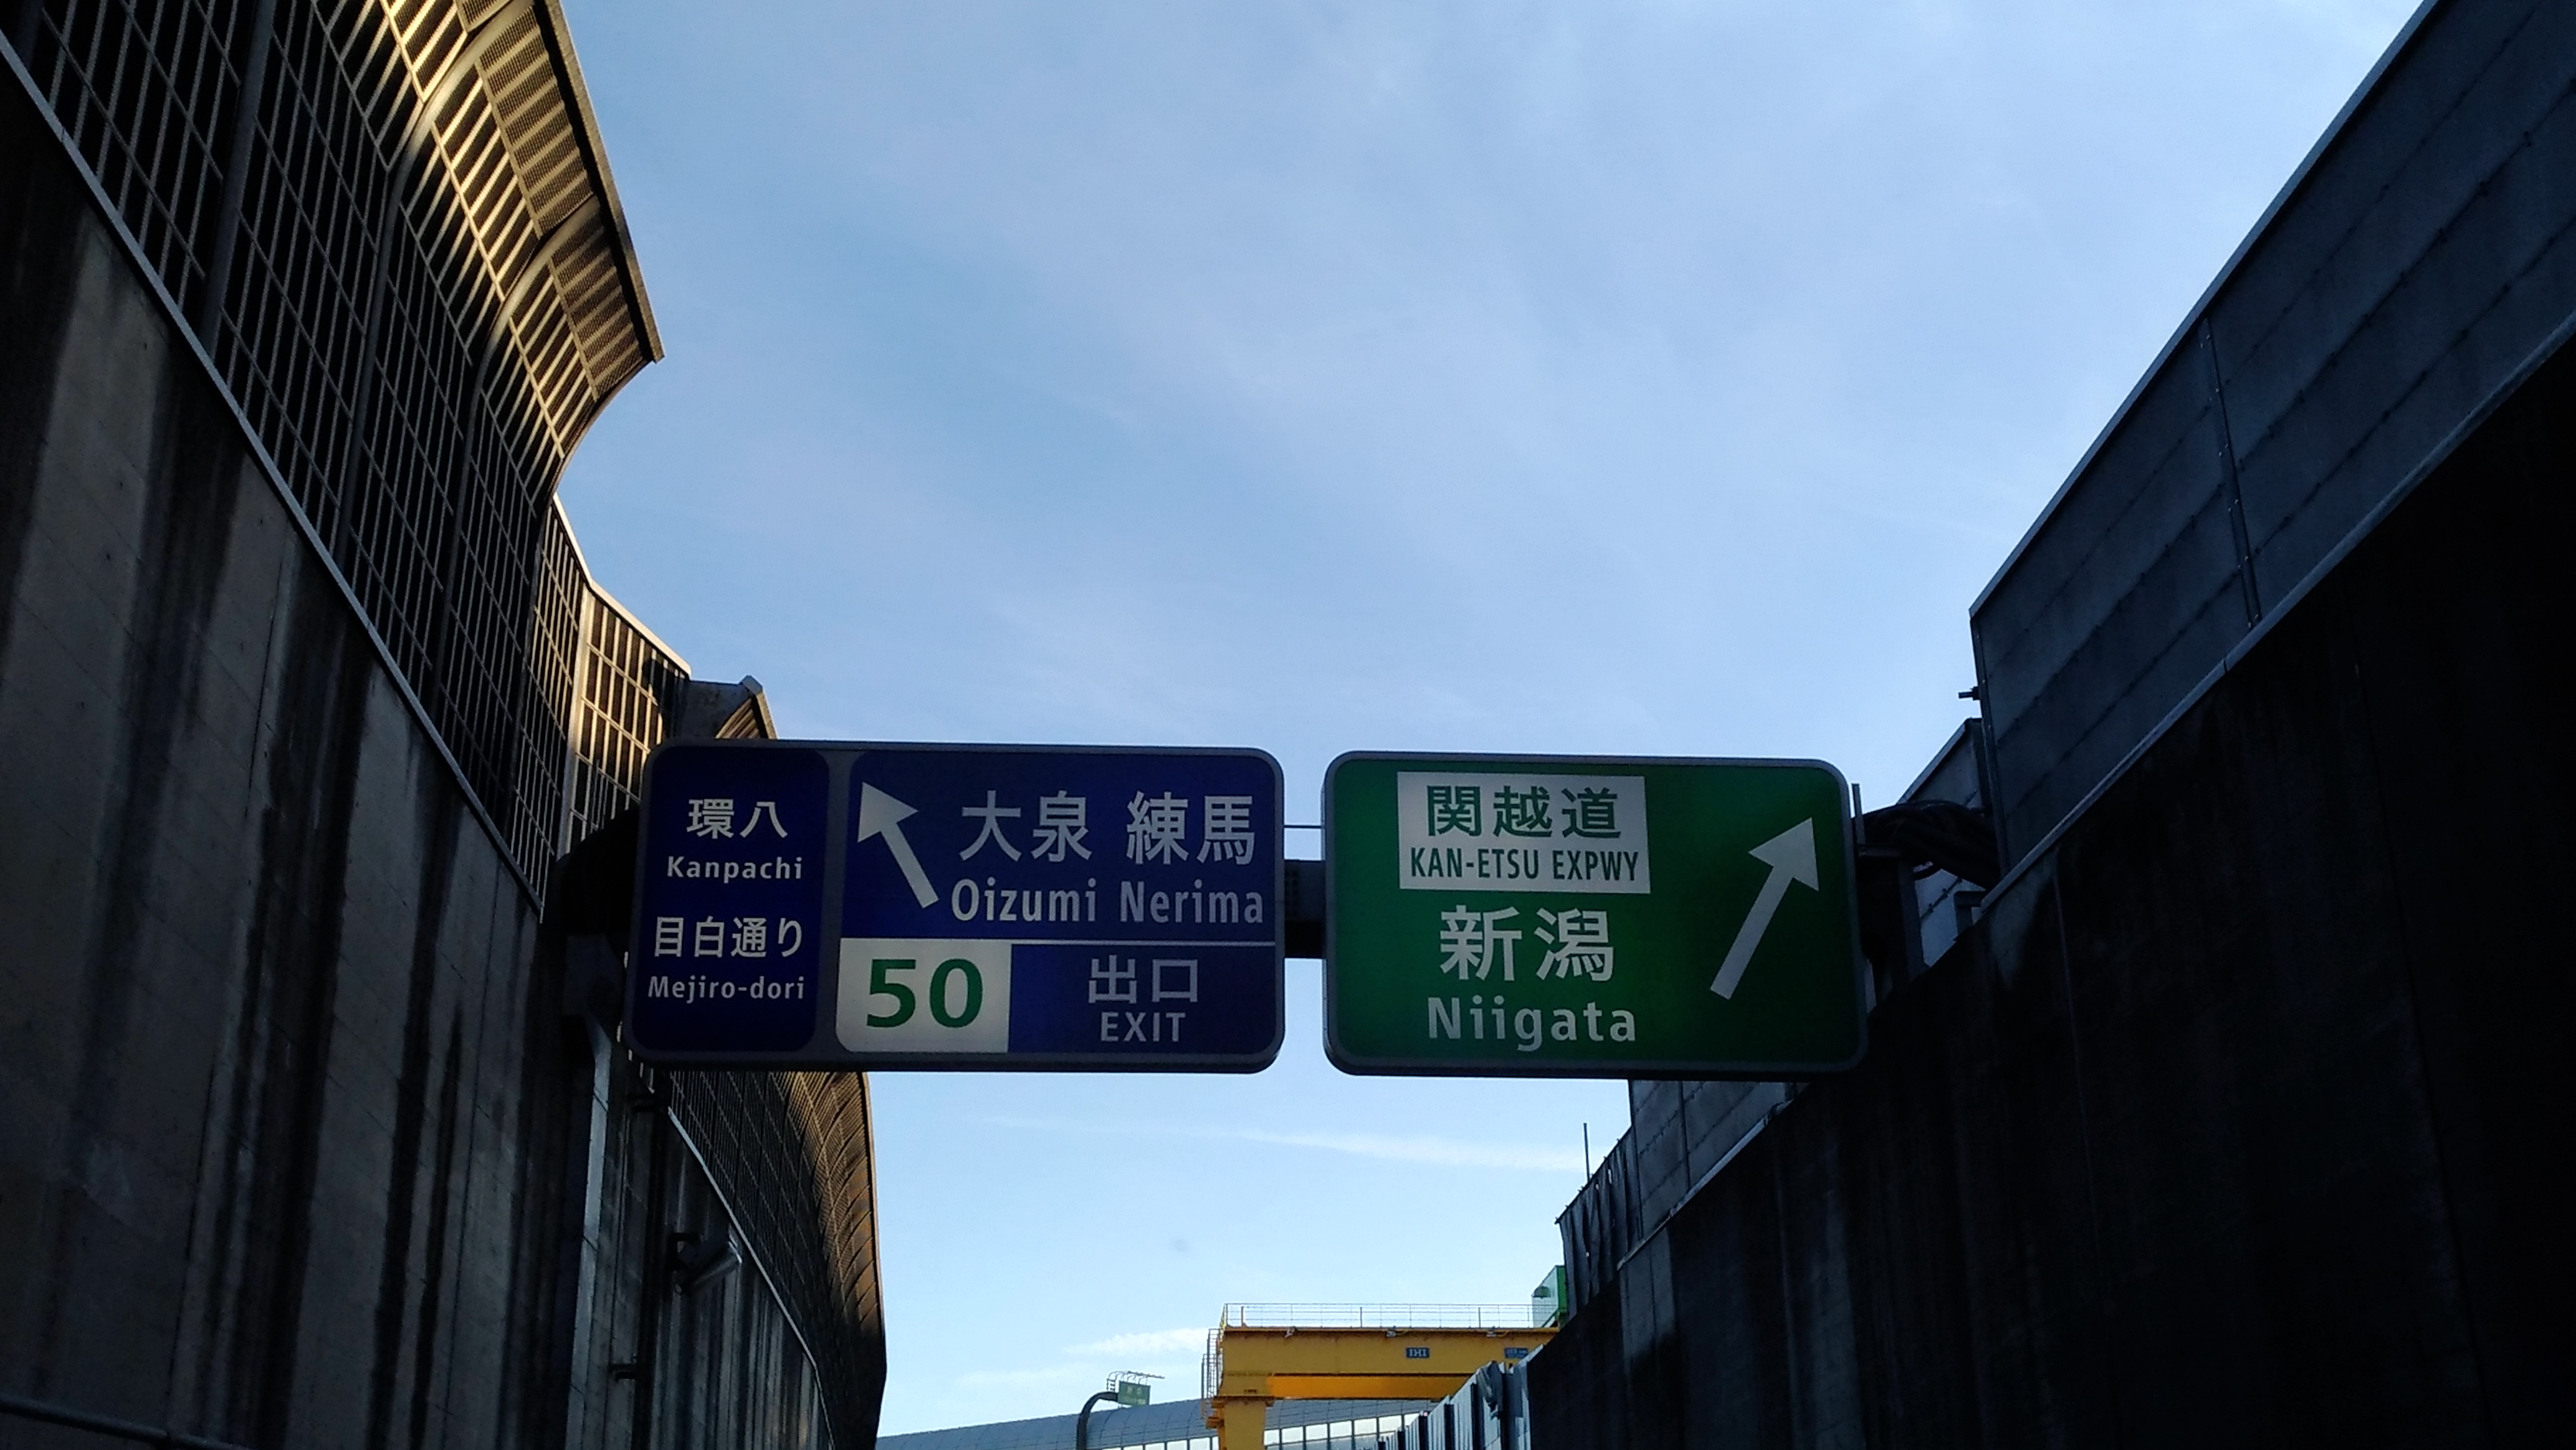 環八
Kanpachi
目白通り
Mejiro-dori
大泉 練馬
Oizumi Nerima
50
出口
EXIT
関越道
KAN-ETSU EXPWY
新潟
Niigata
IHI